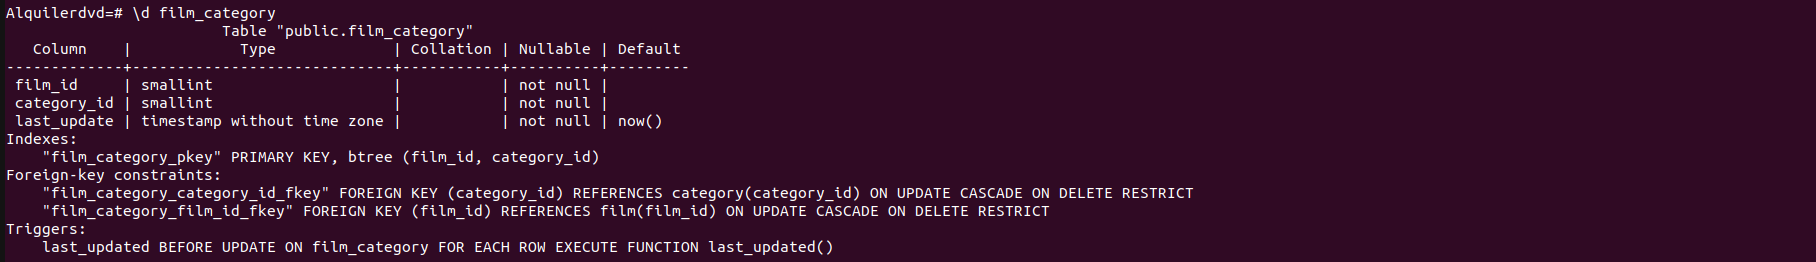 Alquilerdvd=# \d film_category
                        Table "public.film_category"
   Column    |            Type             | Collation | Nullable | Default
-------------+-----------------------------+-----------+----------+---------
 film_id     | smallint                    |           | not null |
 category_id | smallint                    |           | not null |
 last_update | timestamp without time zone |           | not null | now()
Indexes:
    "film_category_pkey" PRIMARY KEY, btree (film_id, category_id)
Foreign-key constraints:
    "film_category_category_id_fkey" FOREIGN KEY (category_id) REFERENCES category(category_id) ON UPDATE CASCADE ON DELETE RESTRICT
    "film_category_film_id_fkey" FOREIGN KEY (film_id) REFERENCES film(film_id) ON UPDATE CASCADE ON DELETE RESTRICT
Triggers:
    last_updated BEFORE UPDATE ON film_category FOR EACH ROW EXECUTE FUNCTION last_updated()